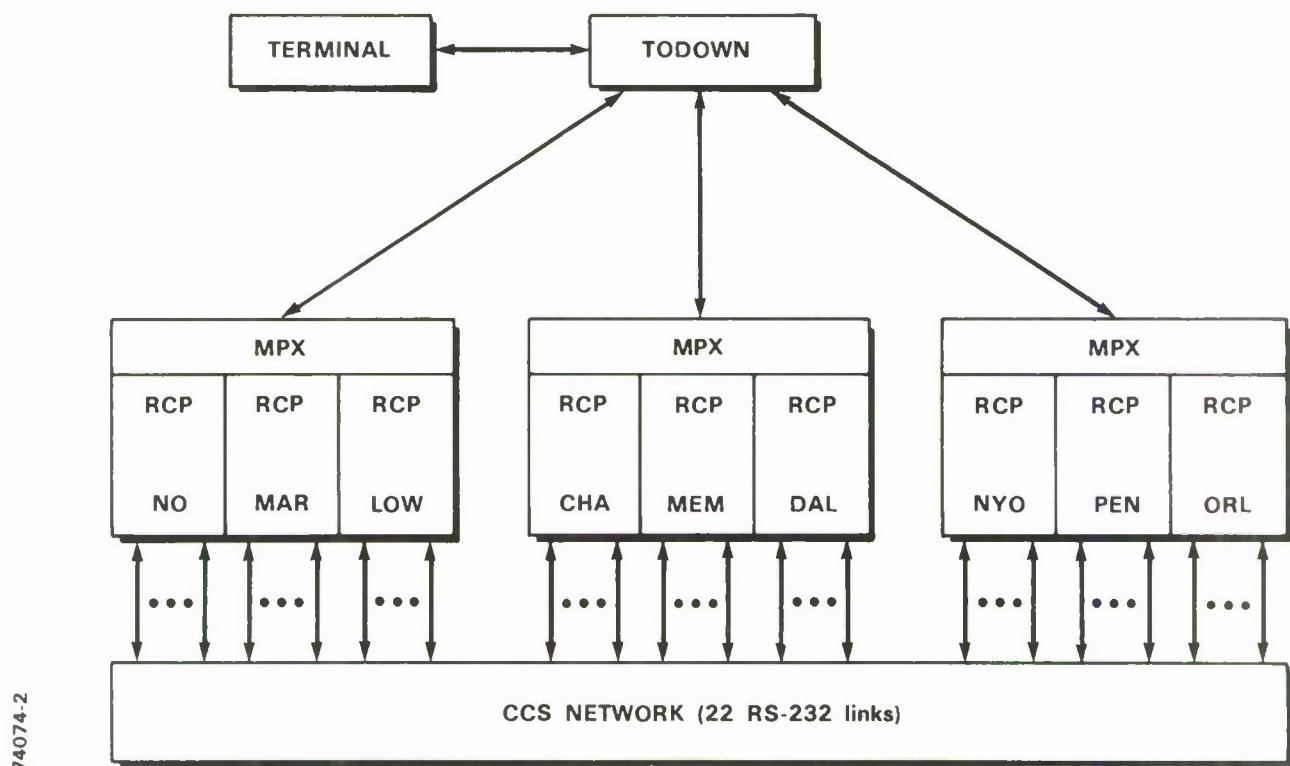 TERMINAL
TODOWN
MPX
MPX
MPX
RCP RCP RCP
RCP RCP RCP
RCP RCP RCP
NO MAR LOW
CHA MEM DAL
NYO PEN ORL
CCS NETWORK (22 RS-232 links)
74074-2